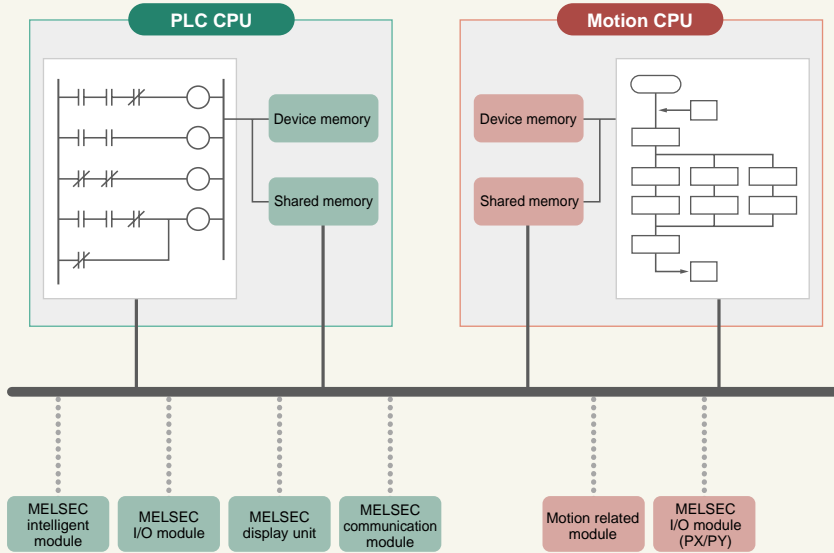 PLC CPU
Motion CPU
Device memory
Shared memory
Device memory
Shared memory
MELSEC
intelligent
module
MELSEC
I/O module
MELSEC
display unit
MELSEC
communication
module
Motion related
module
MELSEC
I/O module
(PX/PY)